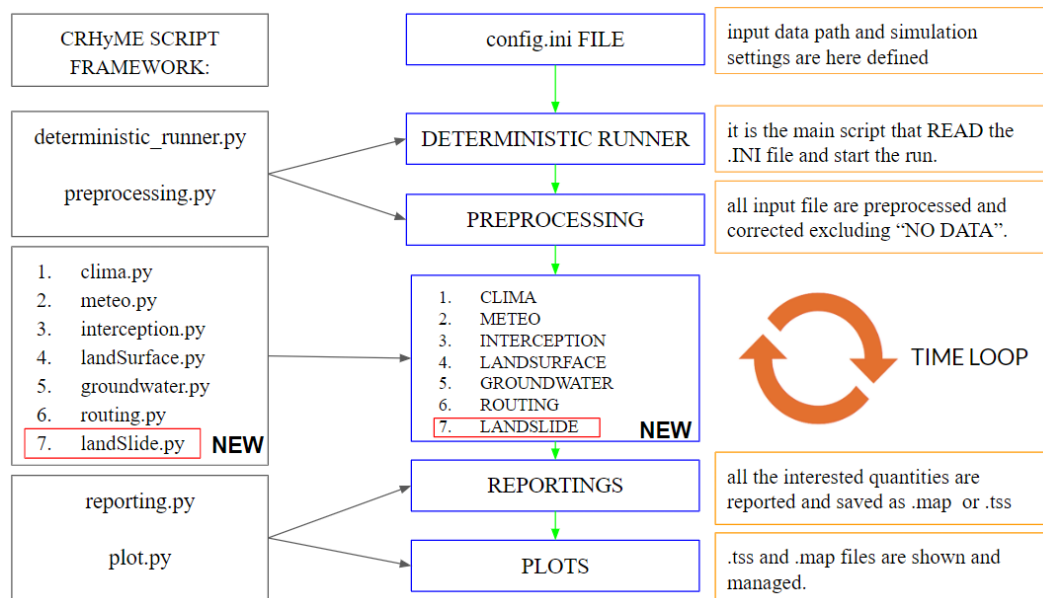 CRHyME SCRIPT
FRAMEWORK:
config.ini FILE
input data path and simulation
settings are here defined
deterministic_runner.py
preprocessing.py
DETERMINISTIC RUNNER
it is the main script that READ the
.INI file and start the run.
PREPROCESSING
all input file are preprocessed and
corrected excluding “NO DATA”.
1. clima.py
2. meteo.py
3. interception.py
4. landSurface.py
5. groundwater.py
6. routing.py
7. landSlide.py NEW
1. CLIMA
2. METEO
3. INTERCEPTION
4. LANDSURFACE
5. GROUNDWATER
6. ROUTING
7. LANDSLIDE NEW
TIME LOOP
reporting.py
plot.py
REPORTINGS
all the interested quantities are
reported and saved as .map or .tss
PLOTS
.tss and .map files are shown and
managed.